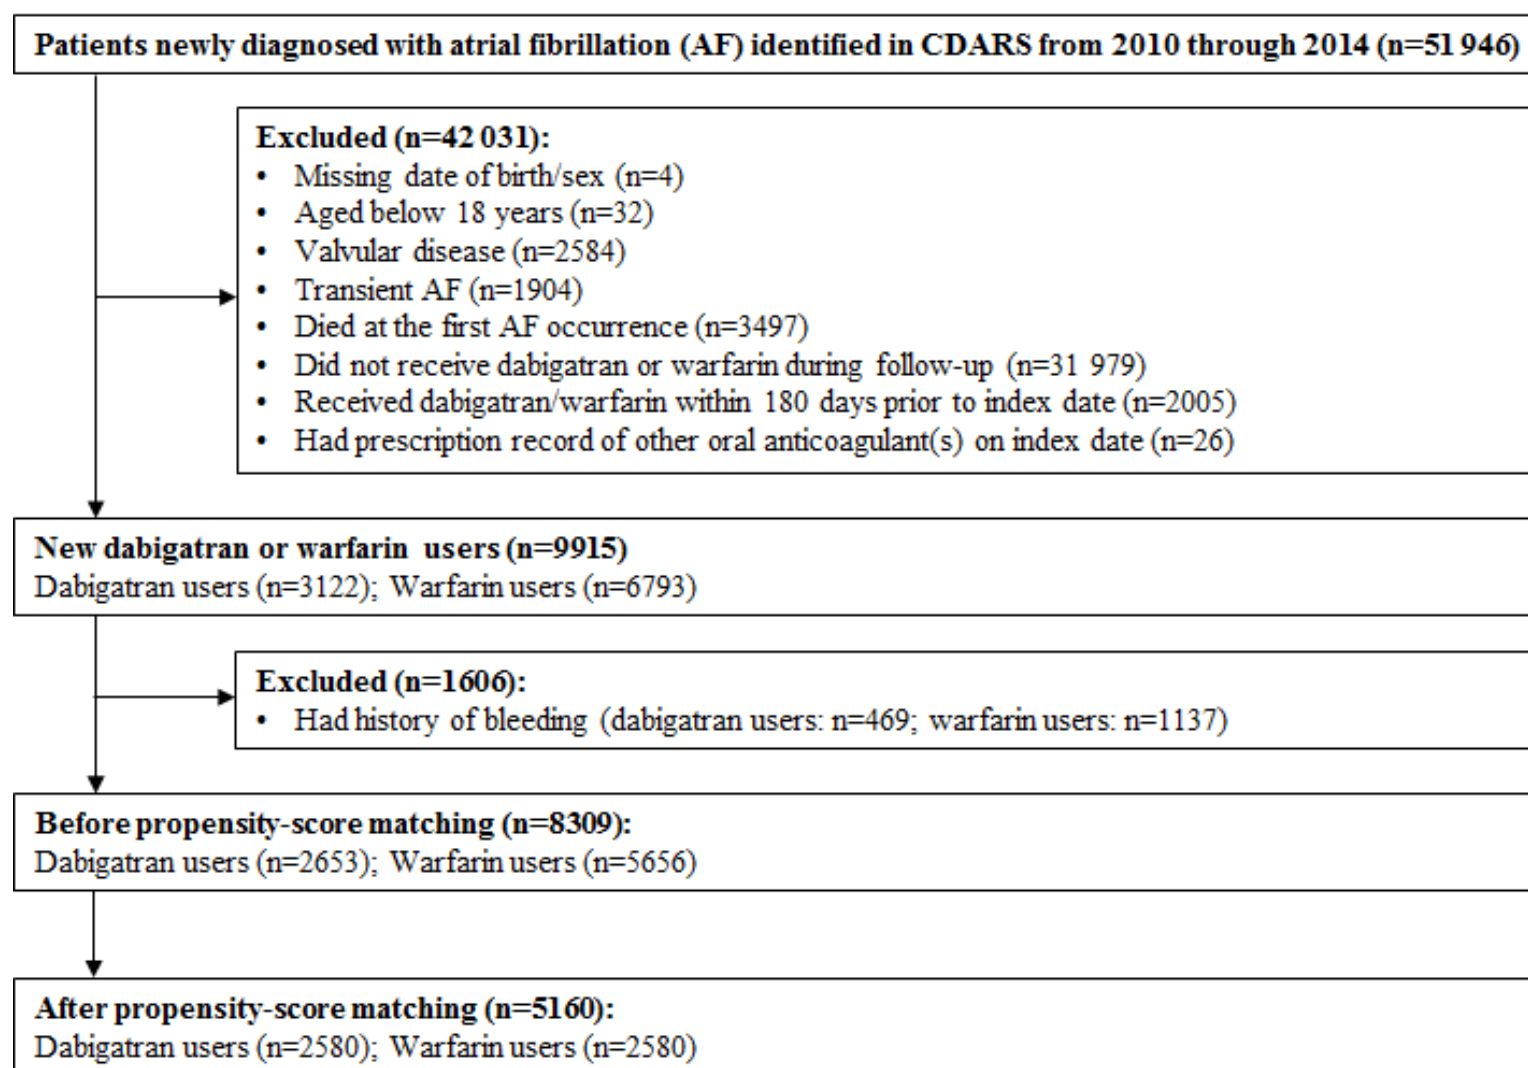 Patients newly diagnosed with atrial fibrillation (AF) identified in CDARS from 2010 through 2014 (n=51 946)
Excluded (n=42 031):
• Missing date of birth/sex (n=4)
• Aged below 18 years (n=32)
• Valvular disease (n=2584)
• Transient AF (n=1904)
• Died at the first AF occurrence (n=3497)
• Did not receive dabigatran or warfarin during follow-up (n=31 979)
• Received dabigatran/warfarin within 180 days prior to index date (n=2005)
• Had prescription record of other oral anticoagulant(s) on index date (n=26)
New dabigatran or warfarin users (n=9915)
Dabigatran users (n=3122); Warfarin users (n=6793)
Excluded (n=1606):
• Had history of bleeding (dabigatran users: n=469; warfarin users: n=1137)
Before propensity-score matching (n=8309):
Dabigatran users (n=2653); Warfarin users (n=5656)
After propensity-score matching (n=5160):
Dabigatran users (n=2580); Warfarin users (n=2580)